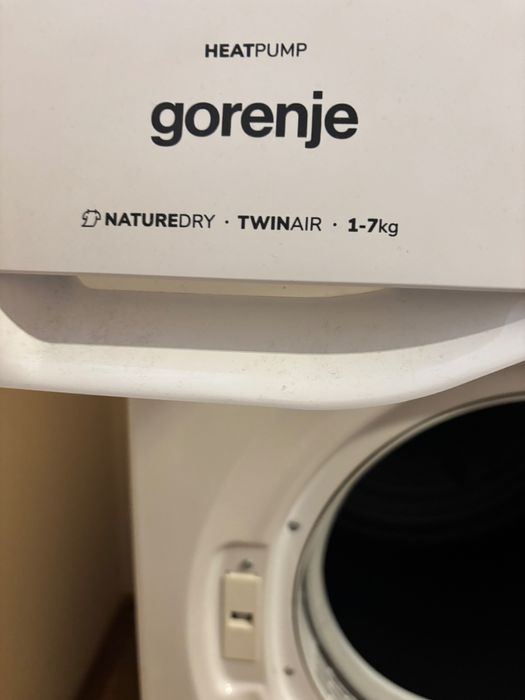 HEATPUMP
gorenje
NATUREDRY · TWINAIR · 1-7kg